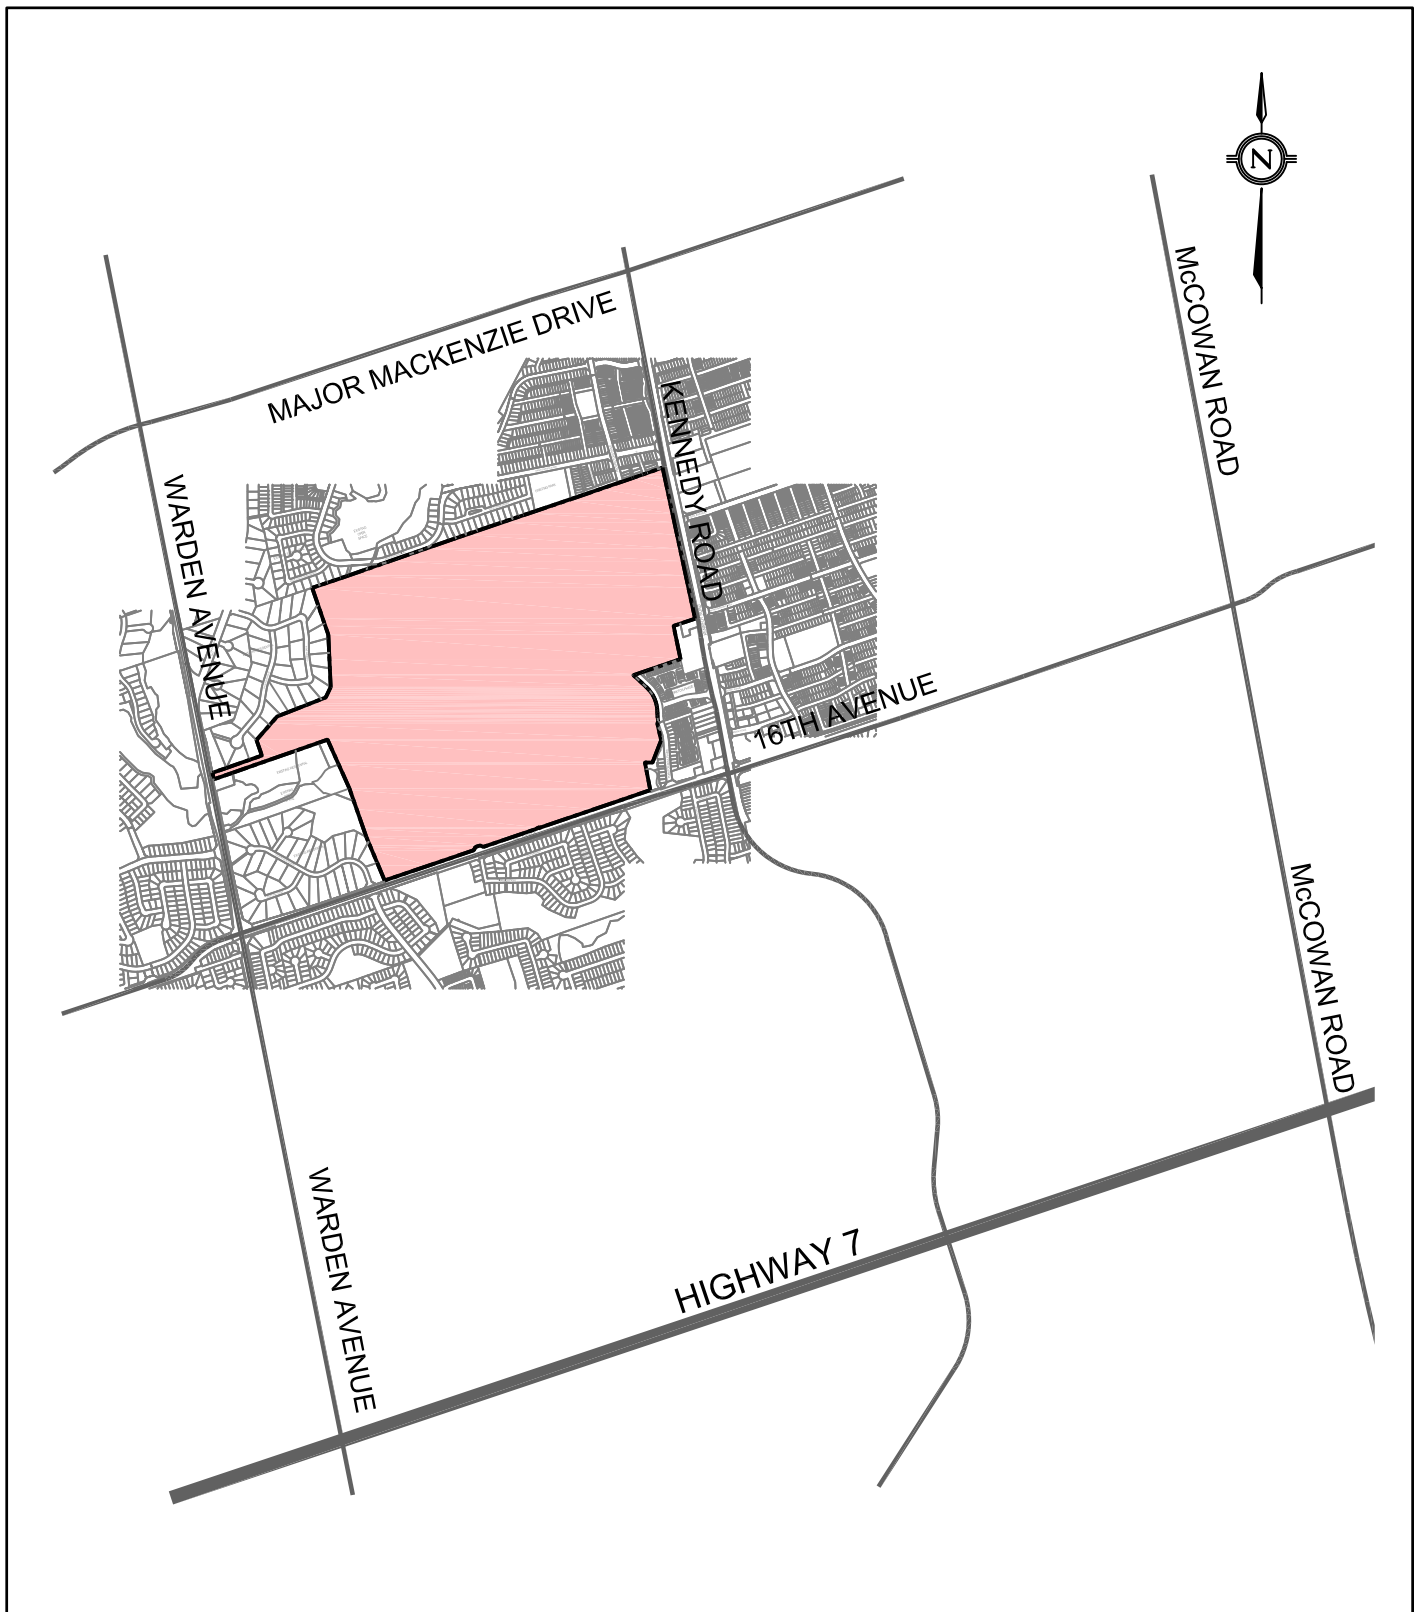 N
McCOWAN ROAD
MAJOR MACKENZIE DRIVE
KENNEDY ROAD
WARDEN AVENUE
16TH AVENUE
McCOWAN ROAD
WARDEN AVENUE
HIGHWAY 7